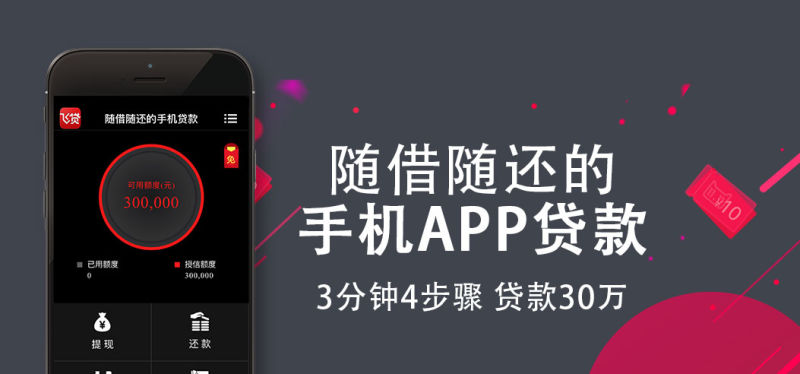 飞贷
随借随还的手机贷款
免
可用额度(元)
300,000
已用额度
0
授信额度
300,000
提现
还款
随借随还的
手机APP贷款
3分钟4步骤 贷款30万
¥10